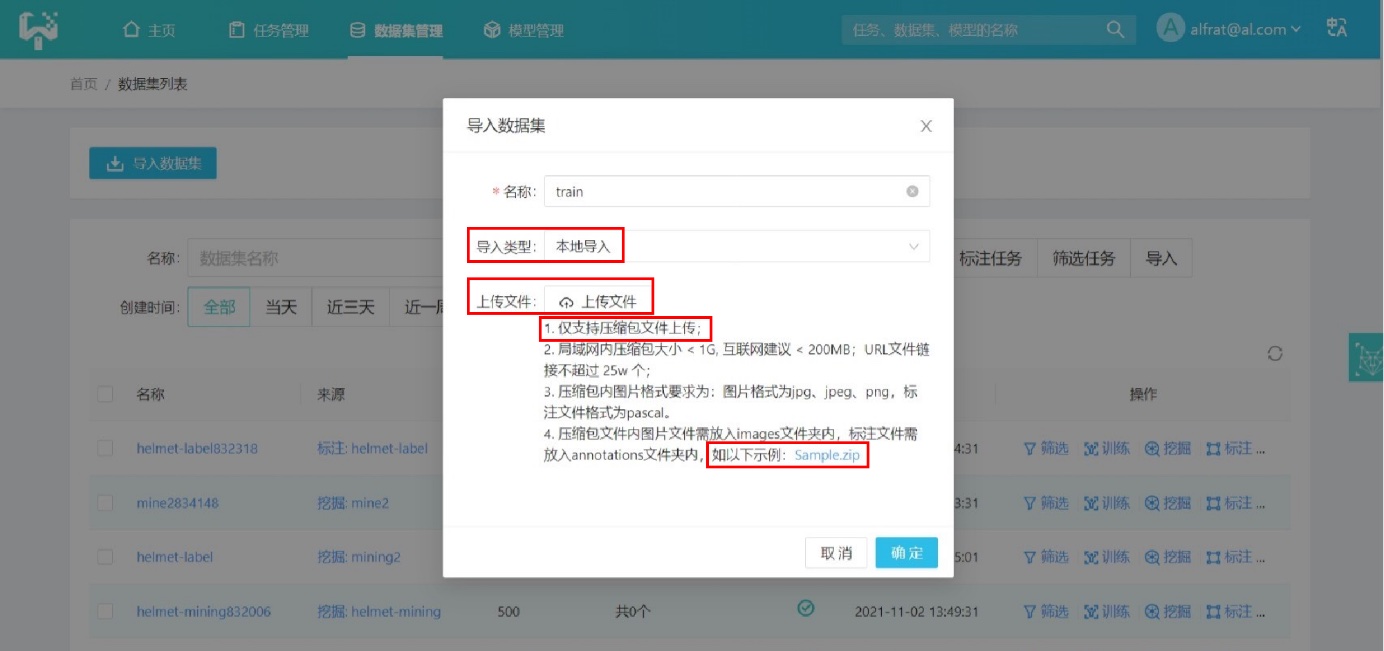 主页 任务管理 数据集管理 模型管理 任务、数据集、模型的名称 A alfrat@al.com
首页 / 数据集列表
导入数据集
导入数据集
* 名称: train
导入类型: 本地导入
上传文件: 上传文件
1. 仅支持压缩包文件上传；
2. 局域网内压缩包大小 < 1G, 互联网建议 < 200MB；URL文件链
接不超过 25w 个；
3. 压缩包内图片格式要求为：图片格式为jpg、jpeg、png，标
注文件格式为pascal。
4. 压缩包文件内图片文件需放入images文件夹内，标注文件需
放入annotations文件夹内，如以下示例：Sample.zip
取 消 确 定
名称: 数据集名称 标注任务 筛选任务 导入
创建时间: 全部 当天 近三天 近一
名称 来源 操作
helmet-label832318 标注: helmet-label 4:31 筛选 训练 挖掘 标注 ...
mine2834148 挖掘: mine2 3:31 筛选 训练 挖掘 标注 ...
helmet-label 挖掘: mining2 5:01 筛选 训练 挖掘 标注 ...
helmet-mining832006 挖掘: helmet-mining 500 共0个 2021-11-02 13:49:31 筛选 训练 挖掘 标注 ...